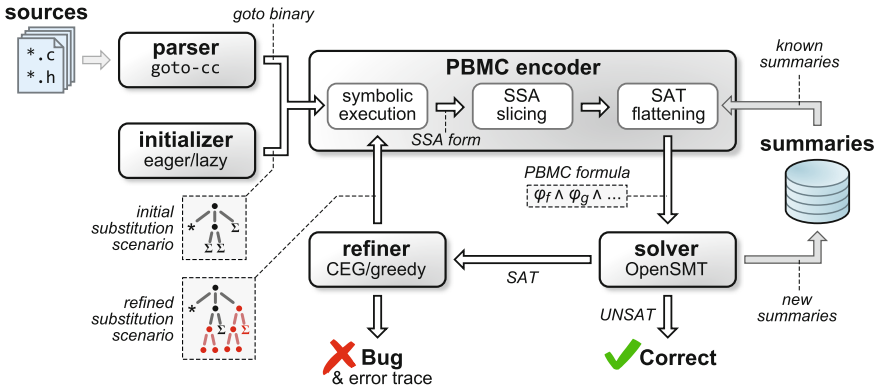 sources
*.c
*.h
parser
goto-cc
goto binary
initializer
eager/lazy
PBMC encoder
symbolic
execution
SSA
slicing
SAT
flattening
SSA form
known
summaries
summaries
PBMC formula
φf ∧ φg ∧ ...
initial
substitution
scenario
*
Σ
Σ Σ
refiner
CEG/greedy
SAT
solver
OpenSMT
new
summaries
refined
substitution
scenario
*
Σ
Σ
UNSAT
Bug
& error trace
Correct